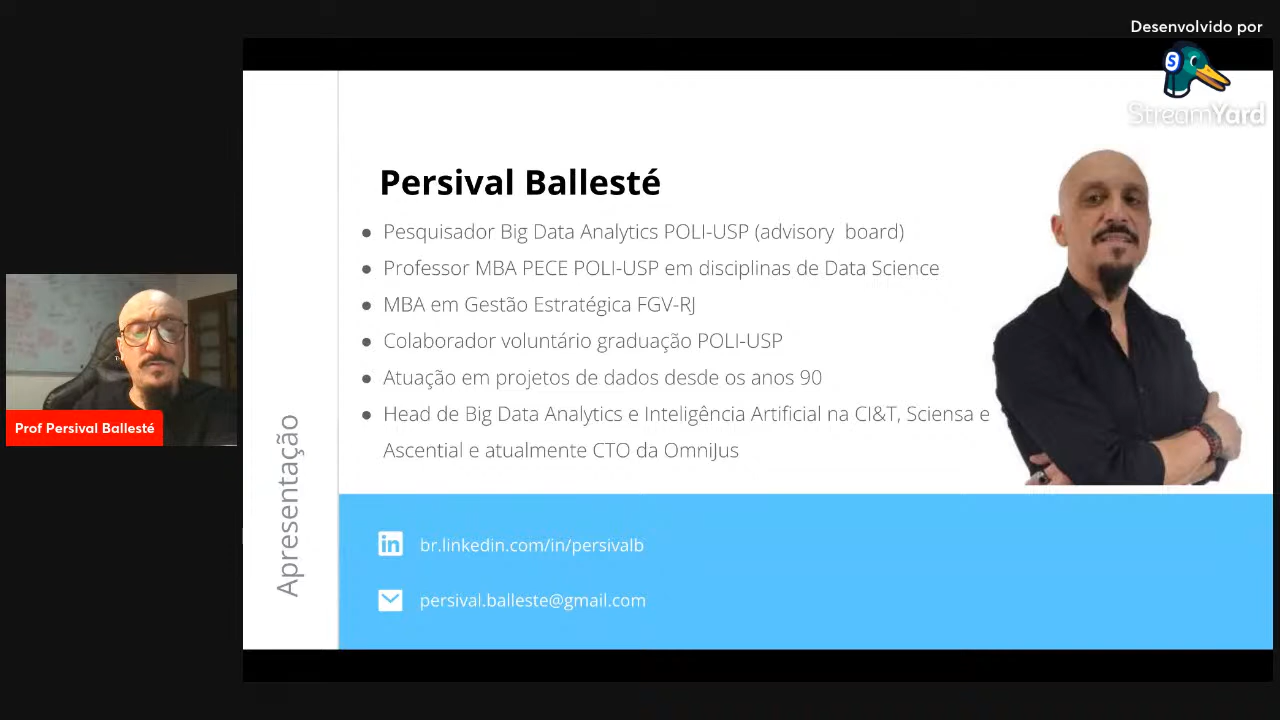 Desenvolvido por
S
StreamYard
Persival Ballesté
Pesquisador Big Data Analytics POLI-USP (advisory board)
Professor MBA PECE POLI-USP em disciplinas de Data Science
MBA em Gestão Estratégica FGV-RJ
Colaborador voluntário graduação POLI-USP
Atuação em projetos de dados desde os anos 90
Head de Big Data Analytics e Inteligência Artificial na CI&T, Sciensa e
Ascential e atualmente CTO da OmniJus
Apresentação
Prof Persival Ballesté
in
br.linkedin.com/in/persivalb
persival.balleste@gmail.com